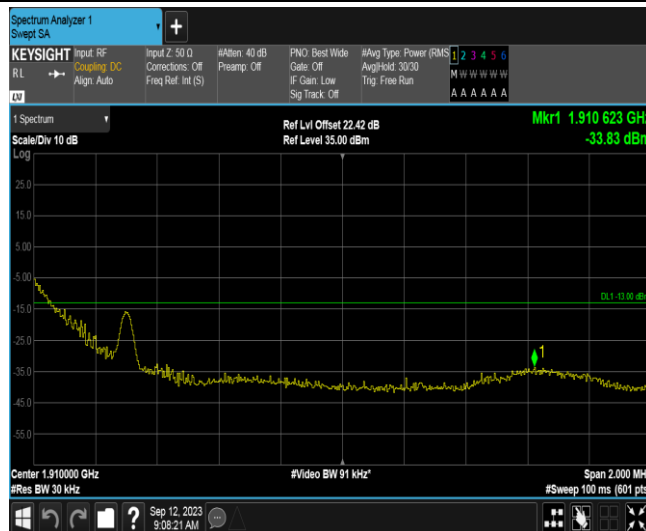 Spectrum Analyzer 1
Swept SA
+
KEYSIGHT
RL
LXI
Input: RF
Coupling: DC
Align: Auto
Input Z: 50 Ω
Corrections: Off
Freq Ref: Int (S)
#Atten: 40 dB
Preamp: Off
PNO: Best Wide
Gate: Off
IF Gain: Low
Sig Track: Off
#Avg Type: Power (RMS
Avg|Hold: 30/30
Trig: Free Run
1 2 3 4 5 6
M W W W W W
A A A A A A
1 Spectrum
Scale/Div 10 dB
Ref Lvl Offset 22.42 dB
Ref Level 35.00 dBm
Mkr1 1.910 623 GHz
-33.83 dBm
Log
25.0
15.0
5.00
-5.00
DL1 -13.00 dBm
-15.0
-25.0
1
-35.0
-45.0
-55.0
Center 1.910000 GHz
#Video BW 91 kHz*
Span 2.000 MH
#Res BW 30 kHz
#Sweep 100 ms (601 pts
?
Sep 12, 2023
9:08:21 AM